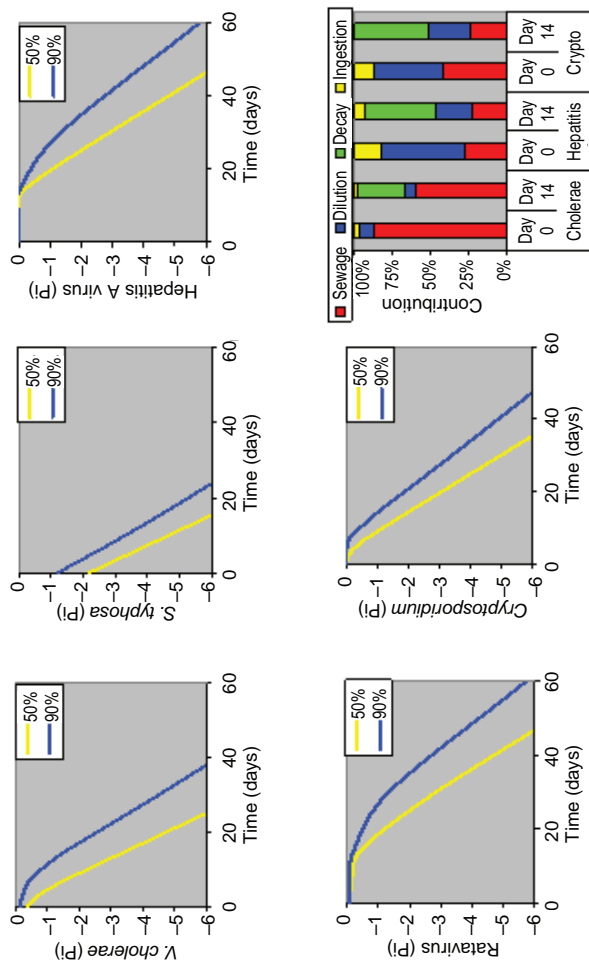 V. cholerae (Pi)
0
–1
–2
–3
–4
–5
–6
50%
90%
0 20 40 60
Time (days)
S. typhosa (Pi)
0
–1
–2
–3
–4
–5
–6
50%
90%
0 20 40 60
Time (days)
Hepatitis A virus (Pi)
0
–1
–2
–3
–4
–5
–6
50%
90%
0 20 40 60
Time (days)
Ratavirus (Pi)
0
–1
–2
–3
–4
–5
–6
50%
90%
0 20 40 60
Time (days)
Cryptosporidium (Pi)
0
–1
–2
–3
–4
–5
–6
50%
90%
0 20 40 60
Time (days)
Sewage Dilution Decay Ingestion
Contribution
100%
75%
50%
25%
0%
Day Day Day Day Day Day
0 14 0 14 0 14
Cholerae Hepatitis Crypto